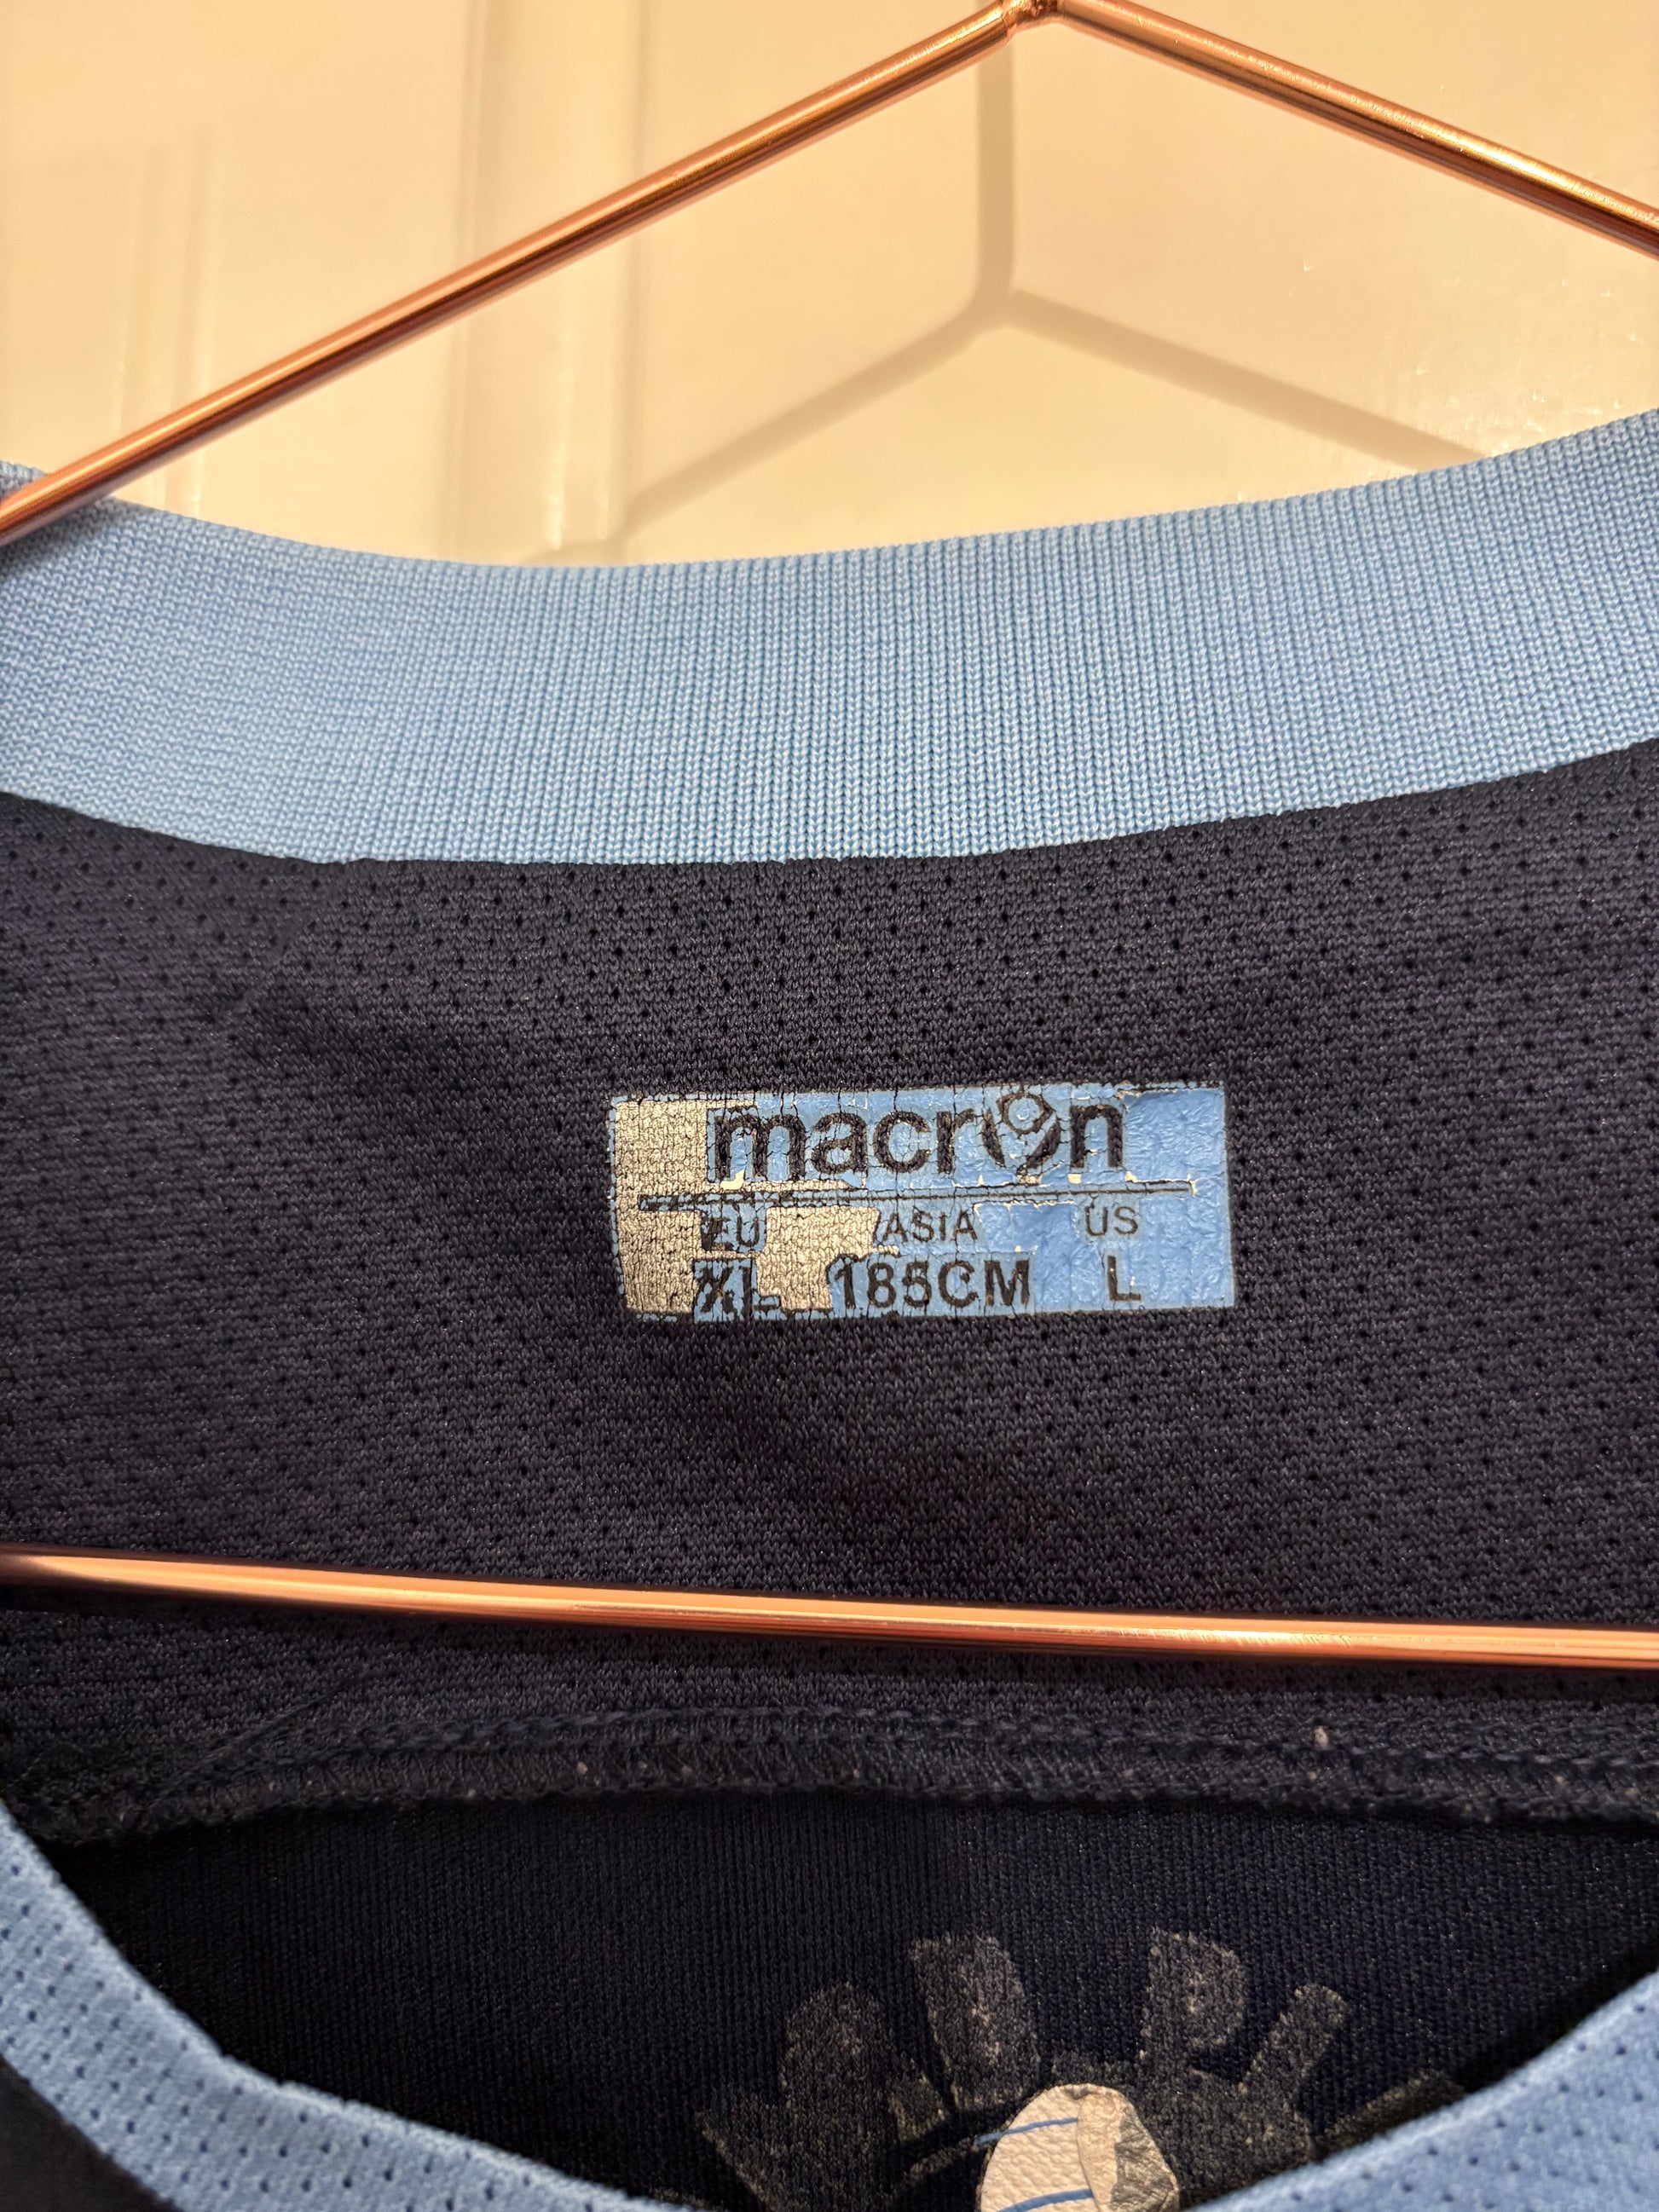 macron
EU ASIA US
XL 185CM L